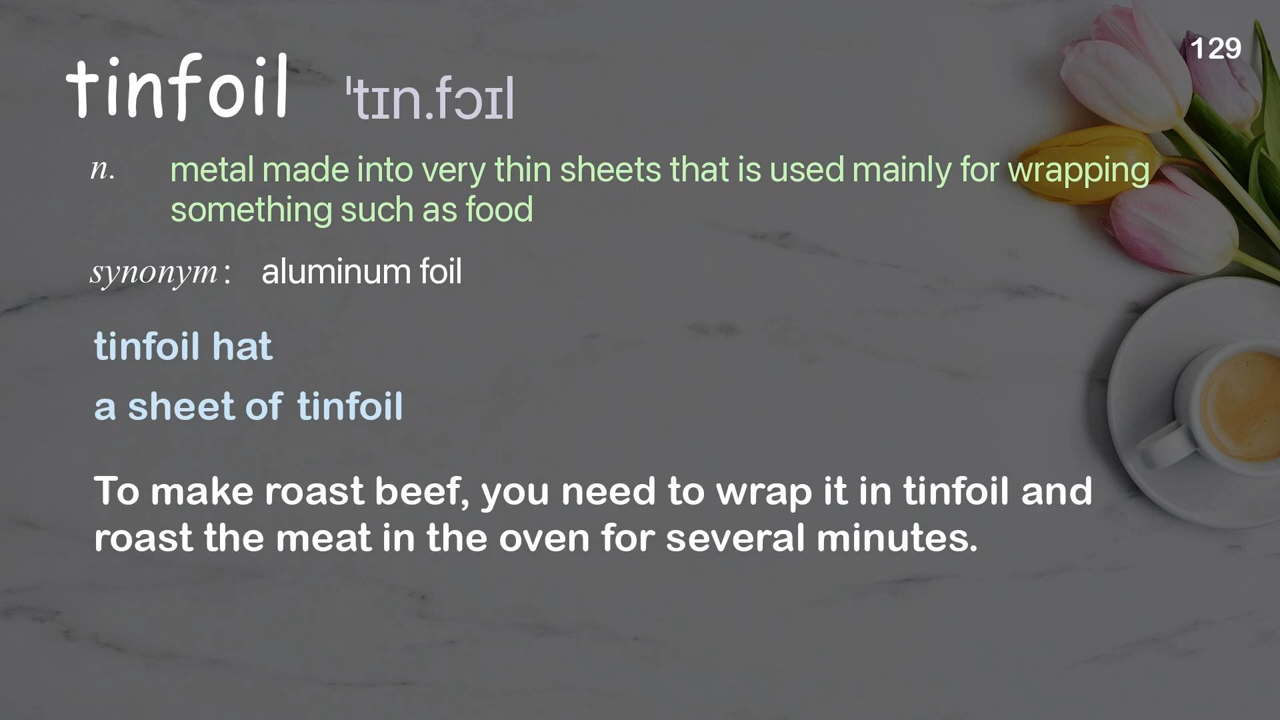 129
tinfoil ˈtɪn.fɔɪl
n. metal made into very thin sheets that is used mainly for wrapping
something such as food
synonym: aluminum foil
tinfoil hat
a sheet of tinfoil
To make roast beef, you need to wrap it in tinfoil and
roast the meat in the oven for several minutes.